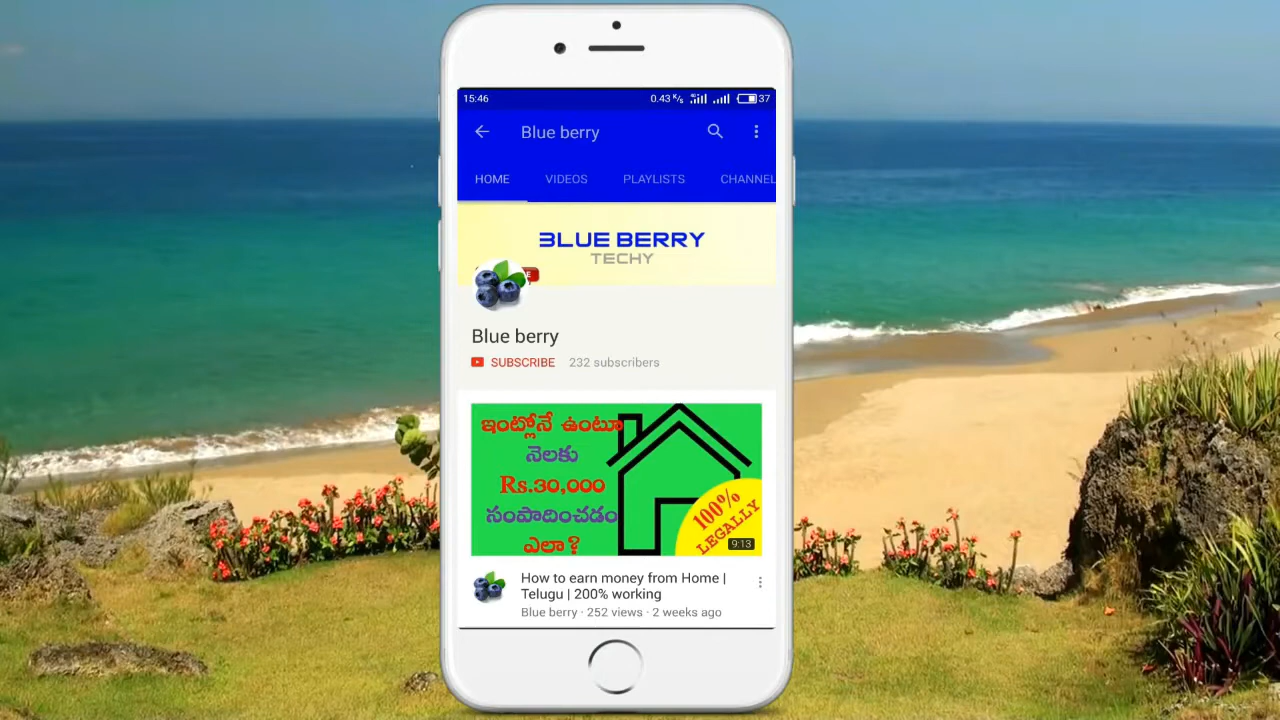 15:46 0.43 K/s 4G 37
Blue berry
HOME VIDEOS PLAYLISTS CHANNEL
BLUE BERRY
TECHY
Blue berry
SUBSCRIBE 232 subscribers
ఇంట్లోనే ఉంటూ
నెలకు
Rs.30,000
సంపాదించడం
ఎలా?
100%
LEGALLY
9:13
How to earn money from Home |
Telugu | 200% working
Blue berry · 252 views · 2 weeks ago